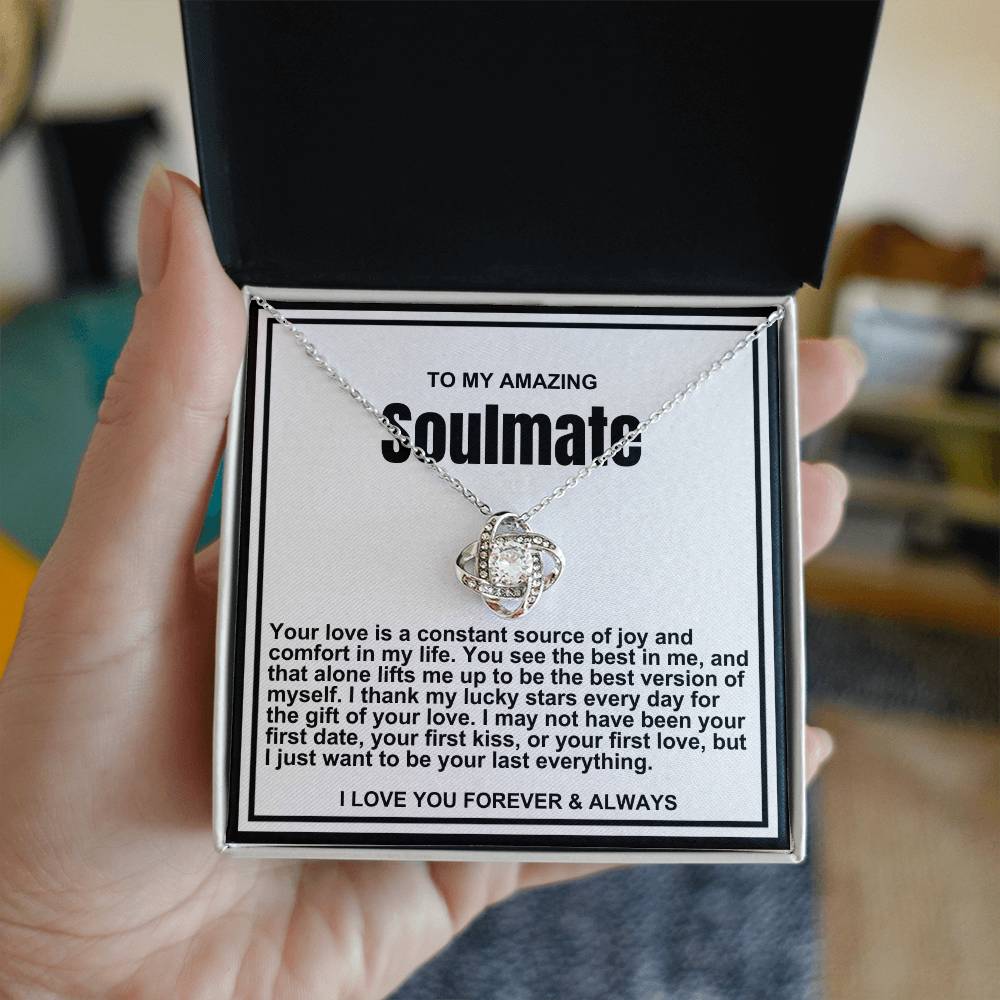 TO MY AMAZING
Soulmate
Your love is a constant source of joy and
comfort in my life. You see the best in me, and
that alone lifts me up to be the best version of
myself. I thank my lucky stars every day for
the gift of your love. I may not have been your
first date, your first kiss, or your first love, but
I just want to be your last everything.
I LOVE YOU FOREVER & ALWAYS